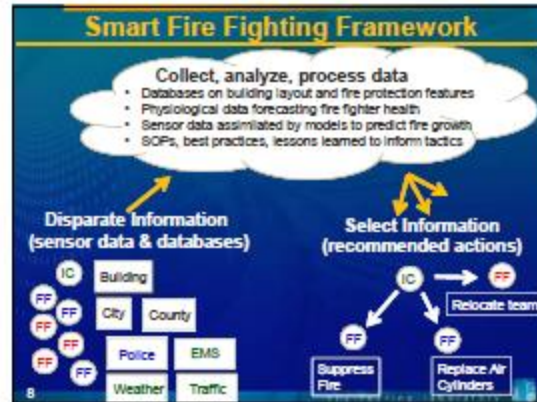 Smart Fire Fighting Framework
Collect, analyze, process data
• Databases on building layout and fire protection features
• Physiological data forecasting fire fighter health
• Sensor data assimilated by models to predict fire growth
• SOPs, best practices, lessons learned to inform tactics
Disparate Information
(sensor data & databases)
IC
Building
FF
FF
City
County
FF
FF
FF
Police
EMS
FF
Weather
Traffic
Select Information
(recommended actions)
IC
FF
Relocate team
FF
FF
Suppress
Fire
Replace Air
Cylinders
8